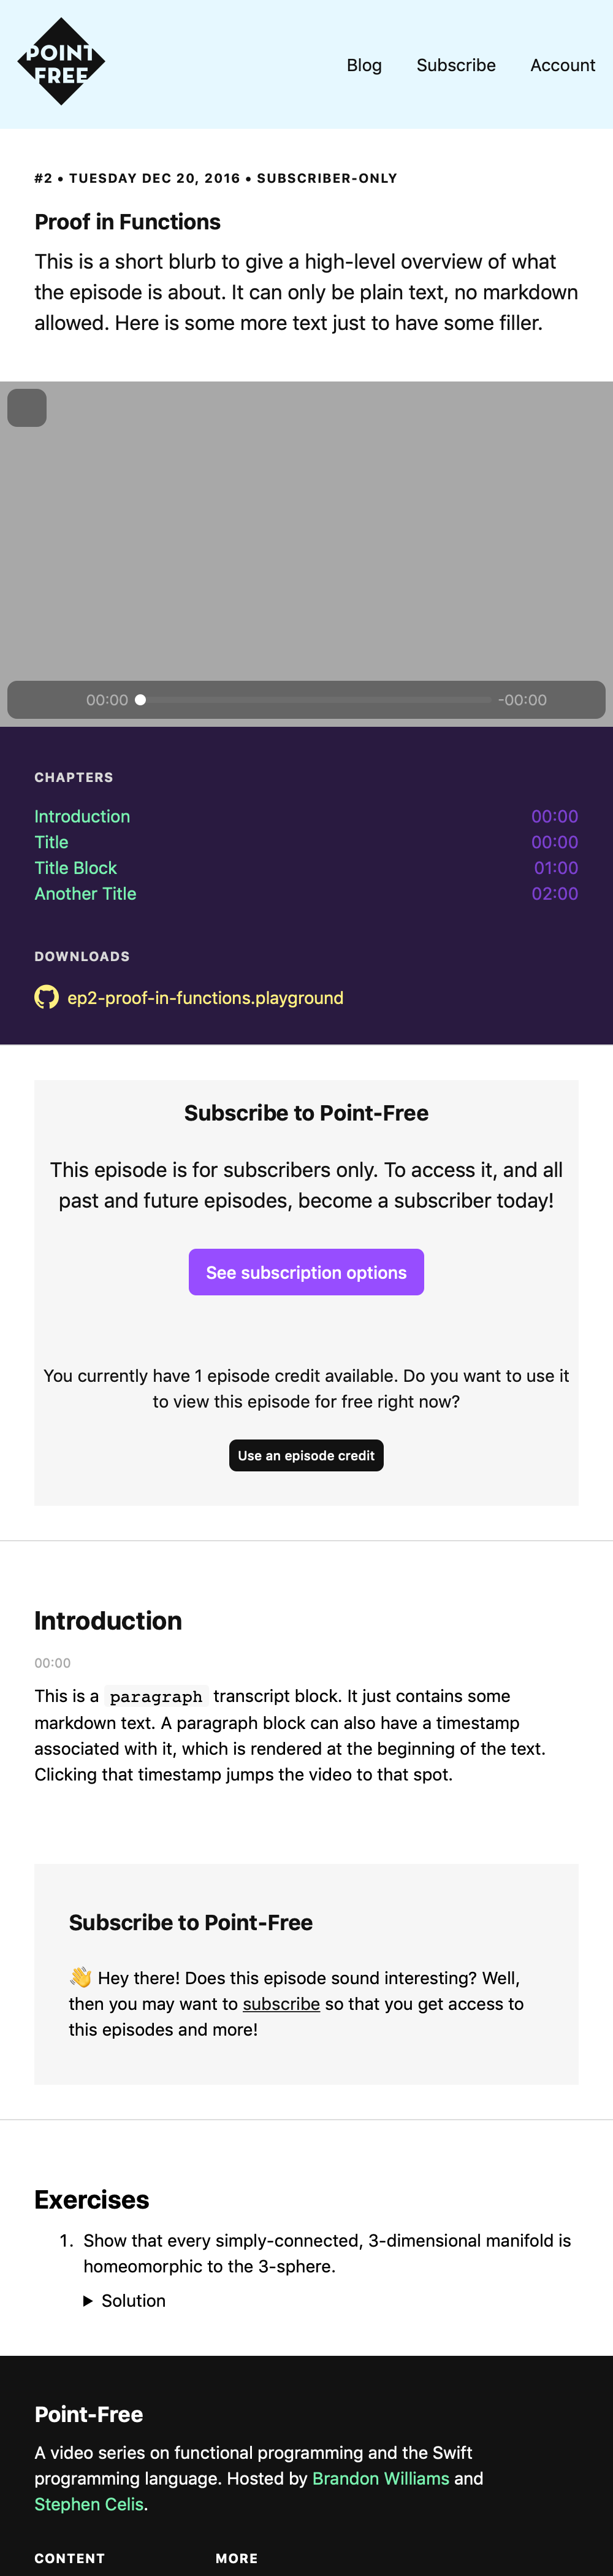 POINT
FREE
Blog Subscribe Account
#2 • TUESDAY DEC 20, 2016 • SUBSCRIBER-ONLY
Proof in Functions
This is a short blurb to give a high-level overview of what
the episode is about. It can only be plain text, no markdown
allowed. Here is some more text just to have some filler.
00:00 -00:00
CHAPTERS
Introduction 00:00
Title 00:00
Title Block 01:00
Another Title 02:00
DOWNLOADS
ep2-proof-in-functions.playground
Subscribe to Point-Free
This episode is for subscribers only. To access it, and all
past and future episodes, become a subscriber today!
See subscription options
You currently have 1 episode credit available. Do you want to use it
to view this episode for free right now?
Use an episode credit
Introduction
00:00
This is a paragraph transcript block. It just contains some
markdown text. A paragraph block can also have a timestamp
associated with it, which is rendered at the beginning of the text.
Clicking that timestamp jumps the video to that spot.
Subscribe to Point-Free
👋 Hey there! Does this episode sound interesting? Well,
then you may want to subscribe so that you get access to
this episodes and more!
Exercises
1. Show that every simply-connected, 3-dimensional manifold is
homeomorphic to the 3-sphere.
▶ Solution
Point-Free
A video series on functional programming and the Swift
programming language. Hosted by Brandon Williams and
Stephen Celis.
CONTENT MORE